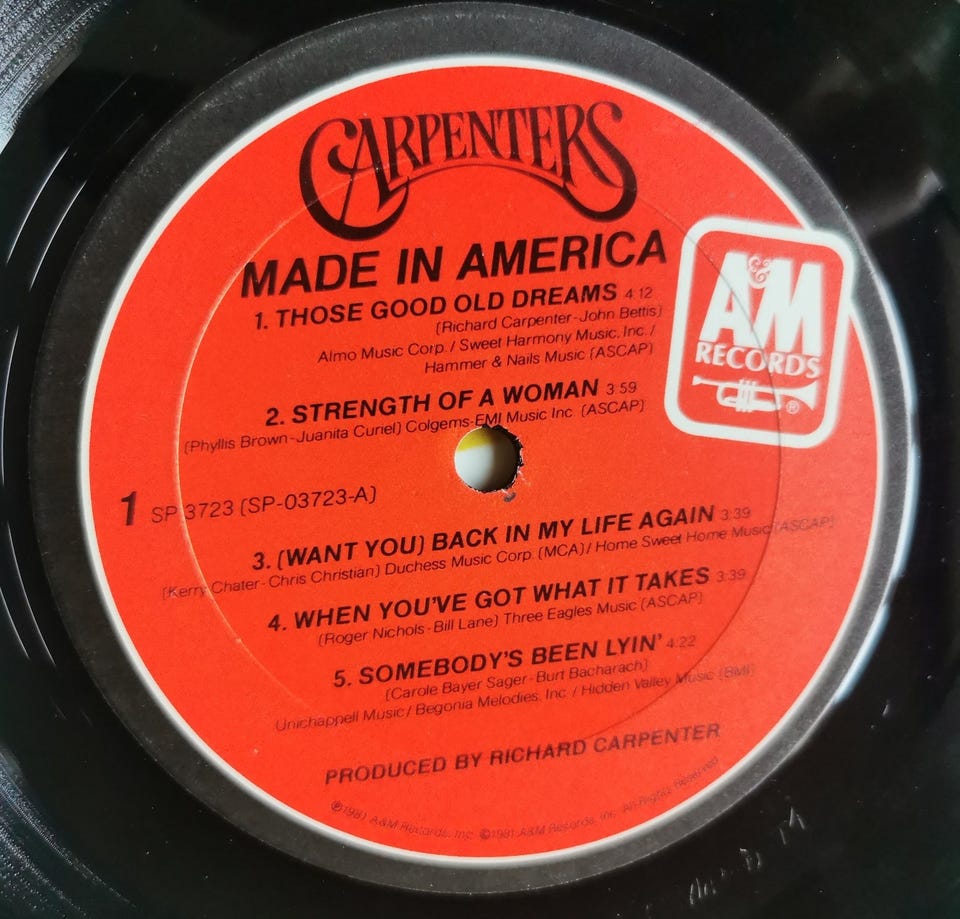 CARPENTERS
MADE IN AMERICA
1. THOSE GOOD OLD DREAMS 4:12
(Richard Carpenter-John Bettis)
Almo Music Corp. / Sweet Harmony Music, Inc. /
Hammer & Nails Music (ASCAP)
A&M
RECORDS
®
2. STRENGTH OF A WOMAN 3:59
(Phyllis Brown-Juanita Curiel) Colgems-EMI Music Inc. (ASCAP)
1 SP 3723 (SP-03723-A)
3. (WANT YOU) BACK IN MY LIFE AGAIN 3:39
(Kerry Chater-Chris Christian) Duchess Music Corp. (MCA) / Home Sweet Home Music (ASCAP)
4. WHEN YOU'VE GOT WHAT IT TAKES 3:39
(Roger Nichols-Bill Lane) Three Eagles Music (ASCAP)
5. SOMEBODY'S BEEN LYIN' 4:22
(Carole Bayer Sager-Burt Bacharach)
Unichappell Music / Begonia Melodies, Inc. / Hidden Valley Music (BMI)
PRODUCED BY RICHARD CARPENTER
℗1981 A&M Records, Inc. ©1981 A&M Records, Inc. All Rights Reserved